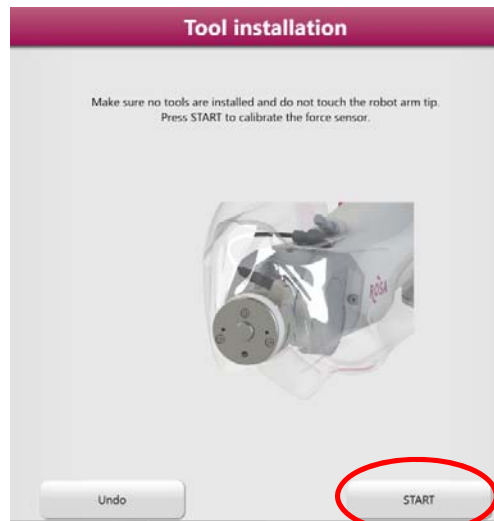 Tool installation
Make sure no tools are installed and do not touch the robot arm tip.
Press START to calibrate the force sensor.
ROSA
Undo
START